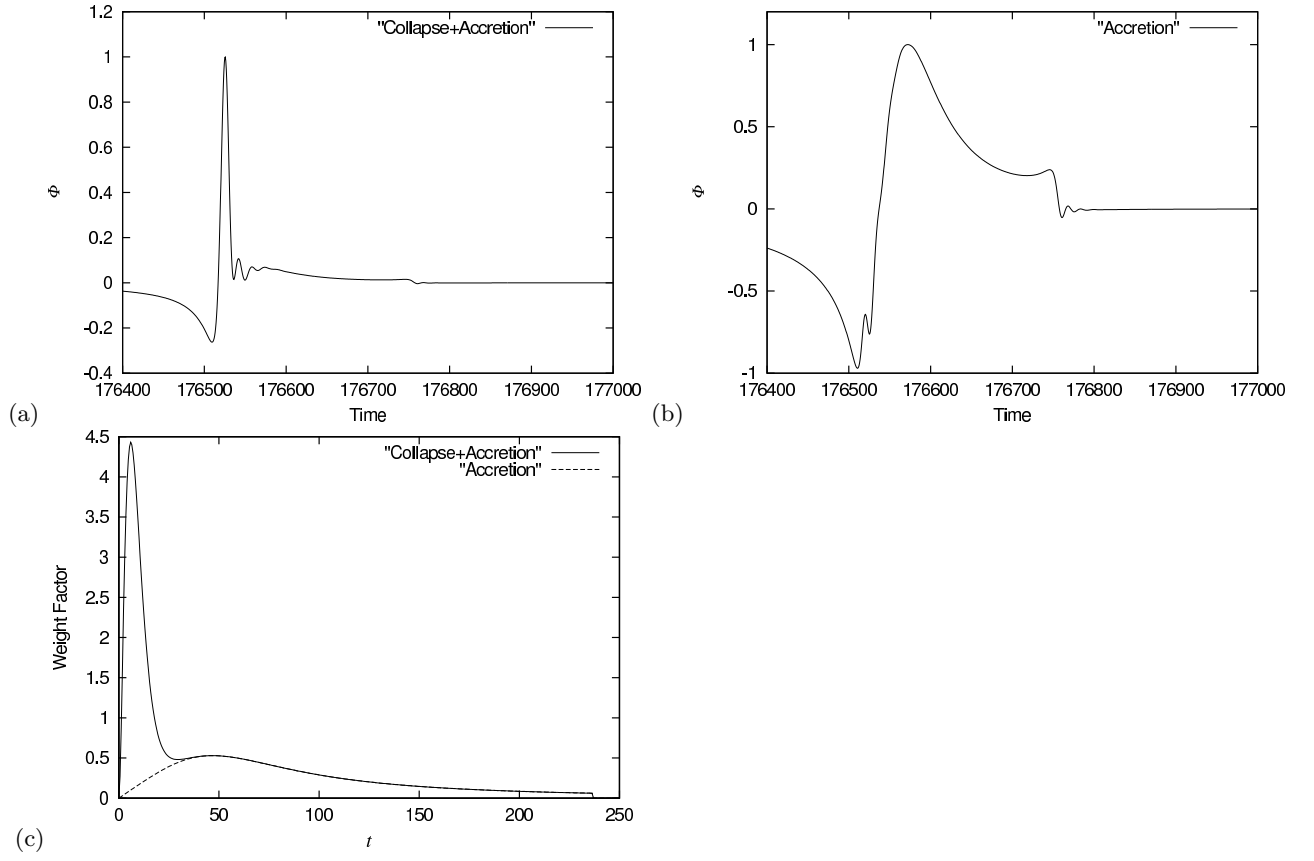 1.2
1
0.8
0.6
0.4
0.2
0
-0.2
-0.4
Φ
"Collapse+Accretion"
176400 176500 176600 176700 176800 176900 177000
Time
(a)
1
0.5
0
-0.5
-1
Φ
"Accretion"
176400 176500 176600 176700 176800 176900 177000
Time
(b)
4.5
4
3.5
3
2.5
2
1.5
1
0.5
0
Weight Factor
"Collapse+Accretion"
"Accretion"
0 50 100 150 200 250
t
(c)